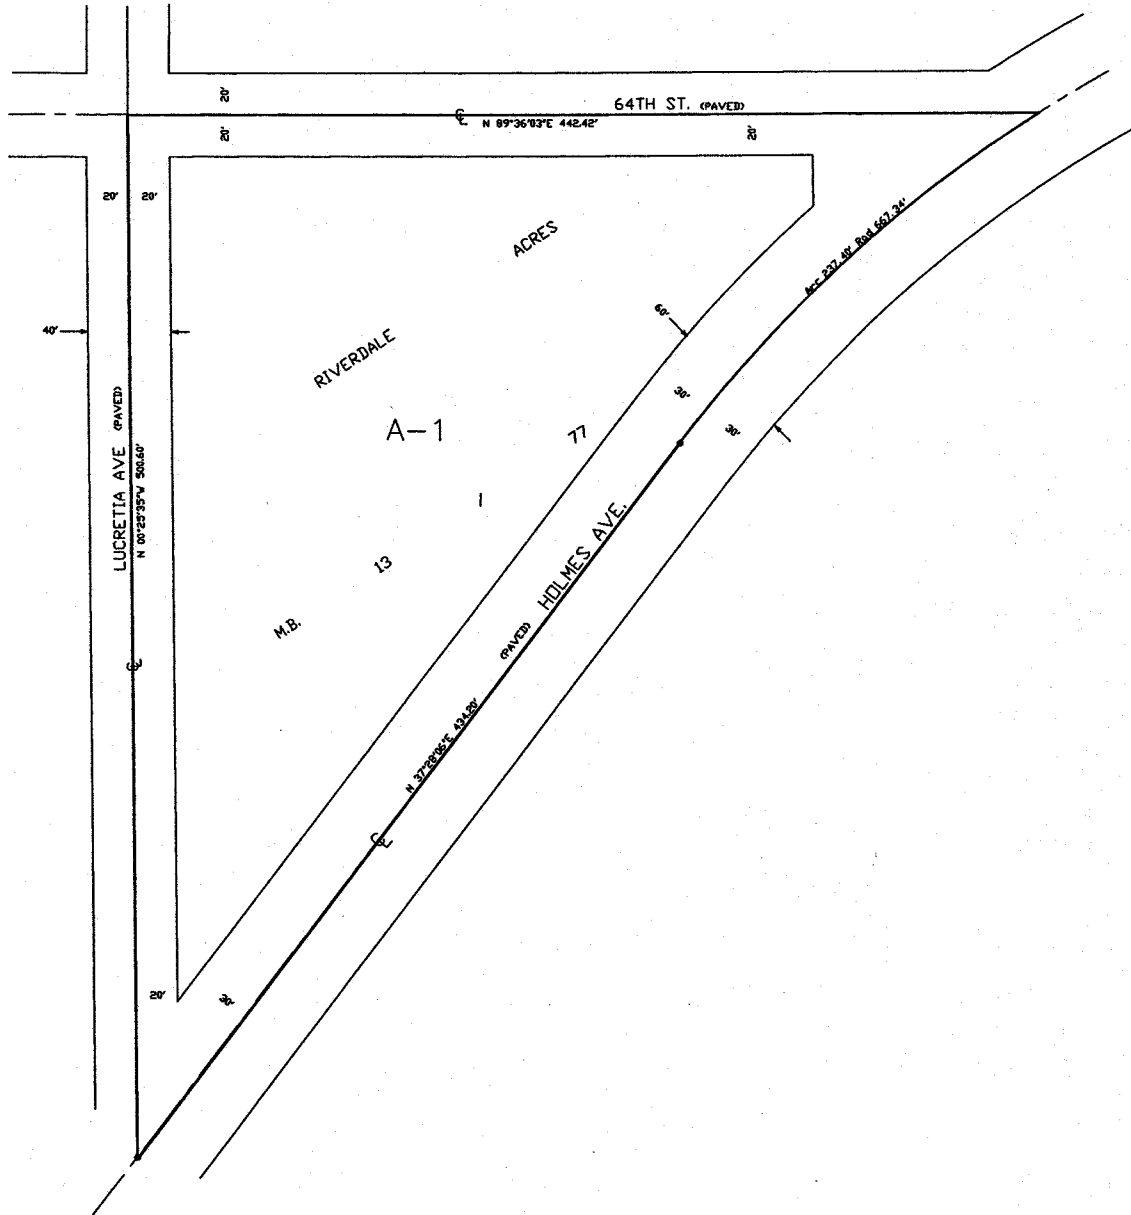 20'
64TH ST. (PAVED)
℄
N 89°36'03"E 442.42'
20'
20'
20'
20'
ACRES
Arc 237.40' Rad 667.34'
40'
60'
RIVERDALE
LUCRETIA AVE (PAVED)
N 00°25'35"W 500.60'
30'
30'
A-1
77
1
13
HOLMES AVE.
(PAVED)
M.B.
℄
N 37°28'06"E 434.20'
℄
20'
30'